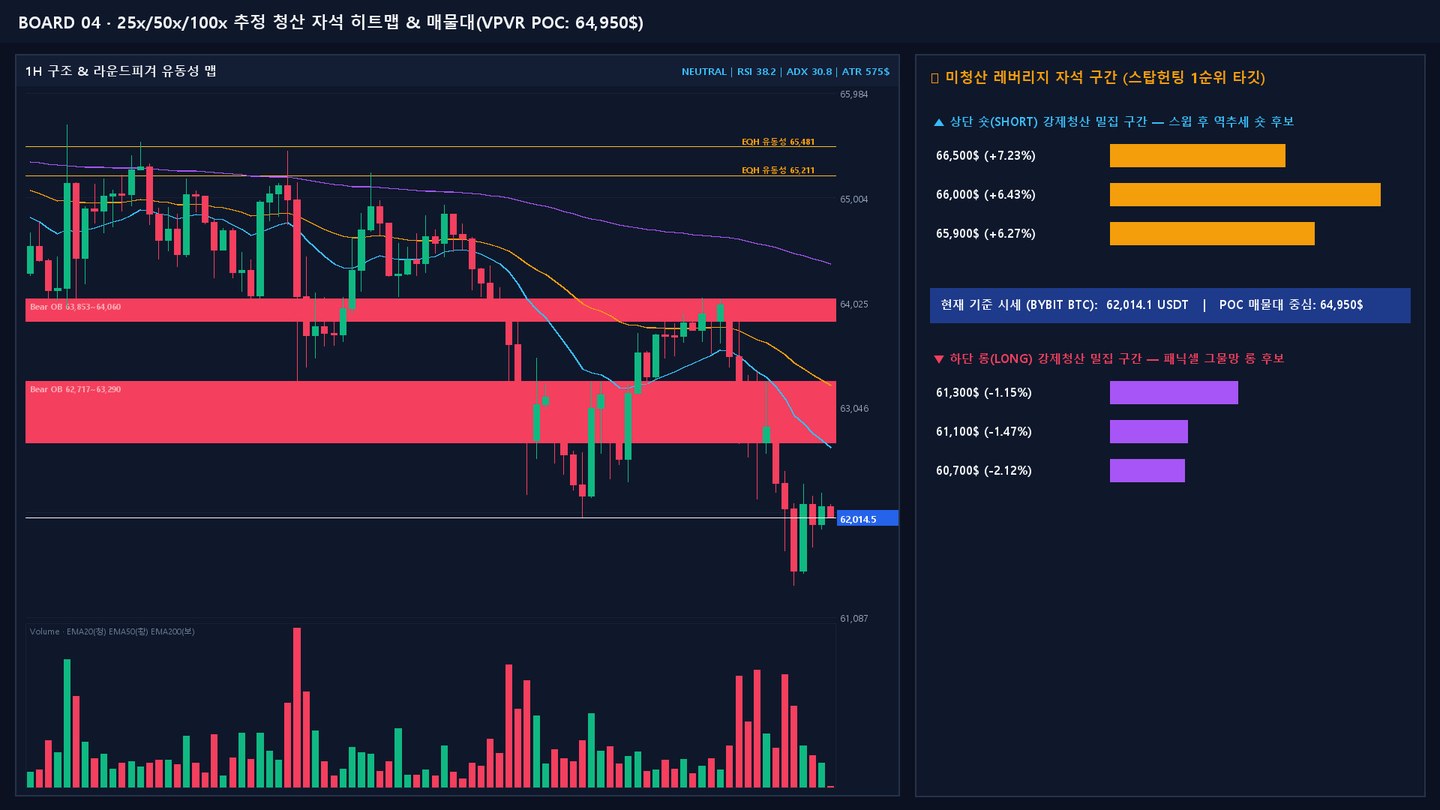 BOARD 04 · 25x/50x/100x 추정 청산 자석 히트맵 & 매물대(VPVR POC: 64,950$)
1H 구조 & 라운드피겨 유동성 맵
NEUTRAL | RSI 38.2 | ADX 30.8 | ATR 575$
65,984
EQH 유동성 65,481
EQH 유동성 65,211
65,004
Bear OB 63,853~64,060
64,025
Bear OB 62,717~63,290
63,046
62,014.5
61,087
Volume · EMA20(청) EMA50(황) EMA200(보)
미청산 레버리지 자석 구간 (스탑헌팅 1순위 타깃)
▲ 상단 숏(SHORT) 강제청산 밀집 구간 — 스윕 후 역추세 숏 후보
66,500$ (+7.23%)
66,000$ (+6.43%)
65,900$ (+6.27%)
현재 기준 시세 (BYBIT BTC): 62,014.1 USDT | POC 매물대 중심: 64,950$
▼ 하단 롱(LONG) 강제청산 밀집 구간 — 패닉셀 그물망 롱 후보
61,300$ (-1.15%)
61,100$ (-1.47%)
60,700$ (-2.12%)